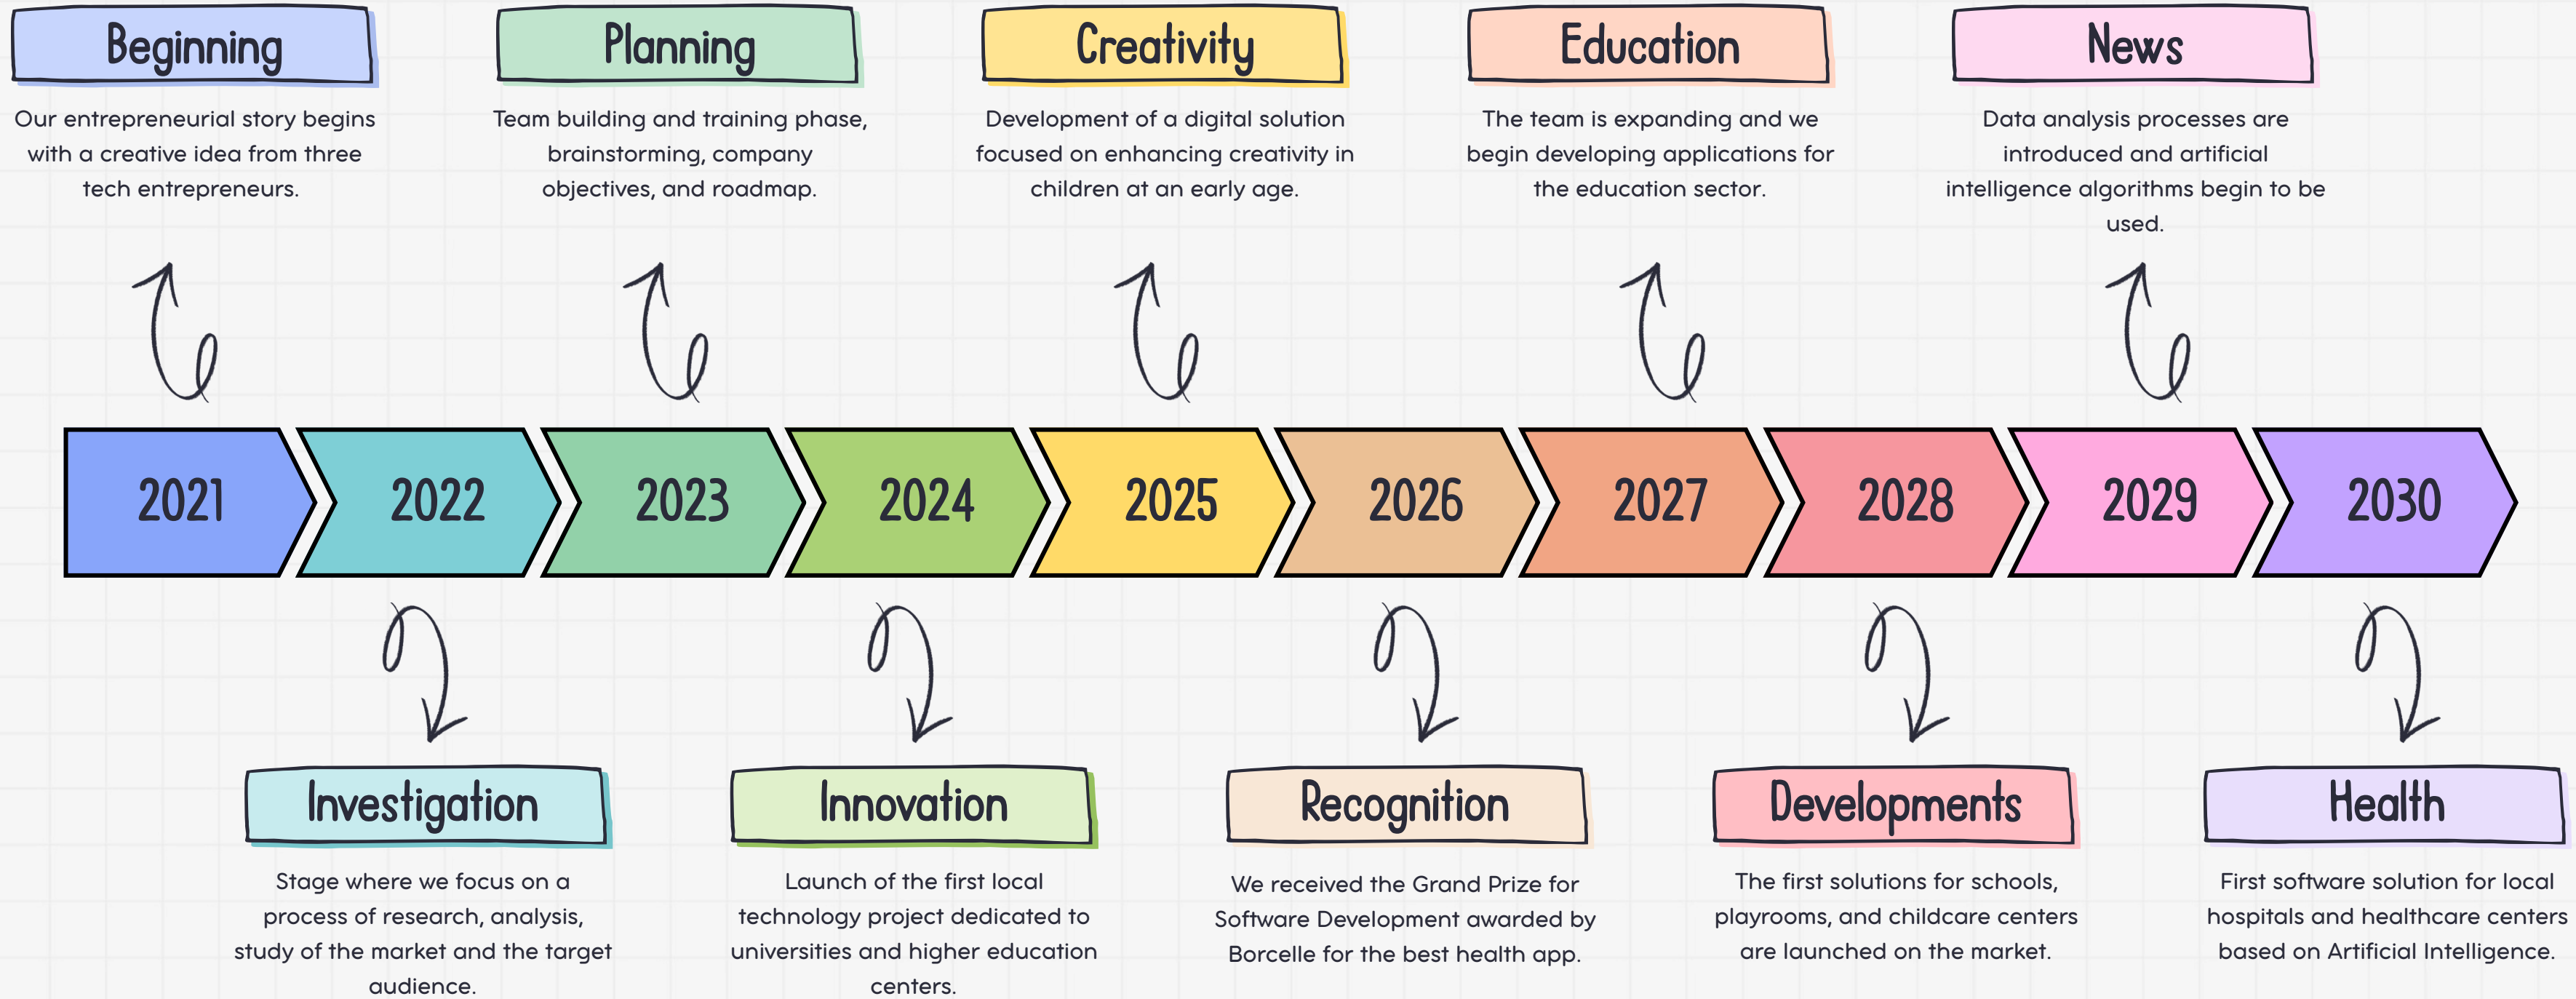 Beginning
Our entrepreneurial story begins
with a creative idea from three
tech entrepreneurs.
Planning
Team building and training phase,
brainstorming, company
objectives, and roadmap.
Creativity
Development of a digital solution
focused on enhancing creativity in
children at an early age.
Education
The team is expanding and we
begin developing applications for
the education sector.
News
Data analysis processes are
introduced and artificial
intelligence algorithms begin to be
used.
2021
2022
2023
2024
2025
2026
2027
2028
2029
2030
Investigation
Stage where we focus on a
process of research, analysis,
study of the market and the target
audience.
Innovation
Launch of the first local
technology project dedicated to
universities and higher education
centers.
Recognition
We received the Grand Prize for
Software Development awarded by
Borcelle for the best health app.
Developments
The first solutions for schools,
playrooms, and childcare centers
are launched on the market.
Health
First software solution for local
hospitals and healthcare centers
based on Artificial Intelligence.